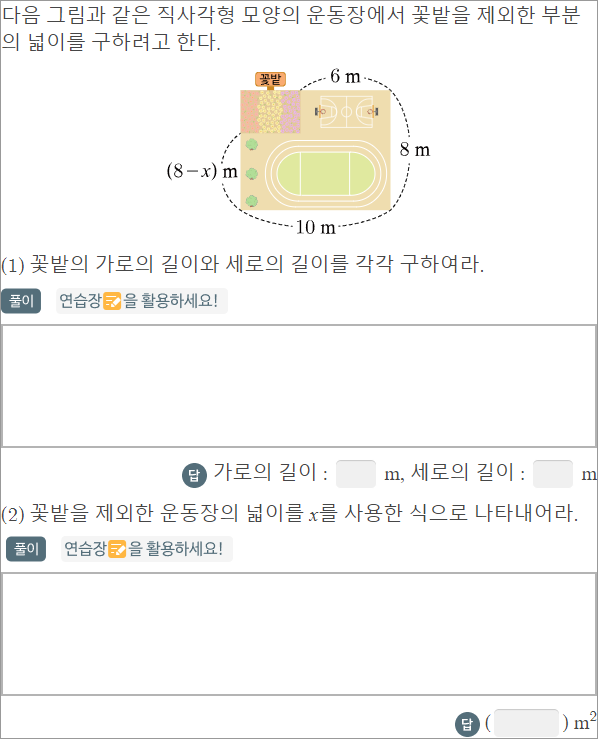 다음 그림과 같은 직사각형 모양의 운동장에서 꽃밭을 제외한 부분
의 넓이를 구하려고 한다.
꽃밭
6 m
8 m
(8−x) m
10 m
(1) 꽃밭의 가로의 길이와 세로의 길이를 각각 구하여라.
풀이 연습장을 활용하세요!
답 가로의 길이 : m, 세로의 길이 : m
(2) 꽃밭을 제외한 운동장의 넓이를 x를 사용한 식으로 나타내어라.
풀이 연습장을 활용하세요!
답 ( ) m²